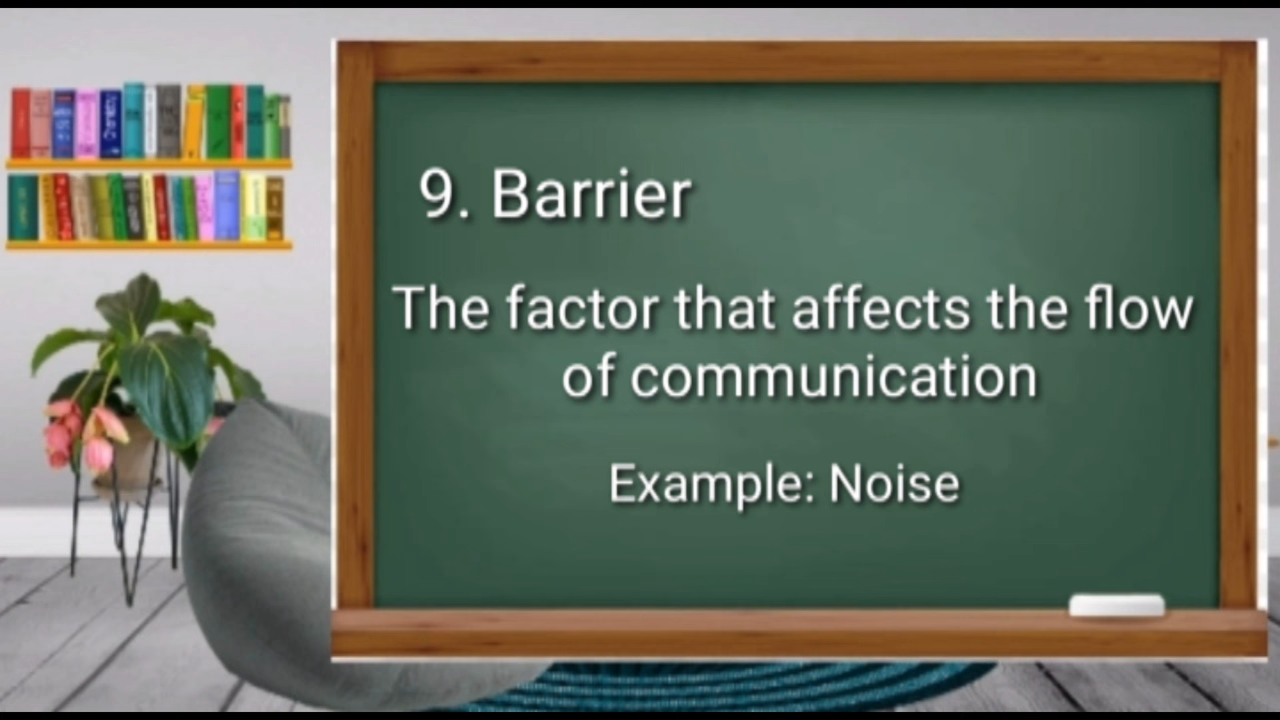 9. Barrier
The factor that affects the flow
of communication
Example: Noise